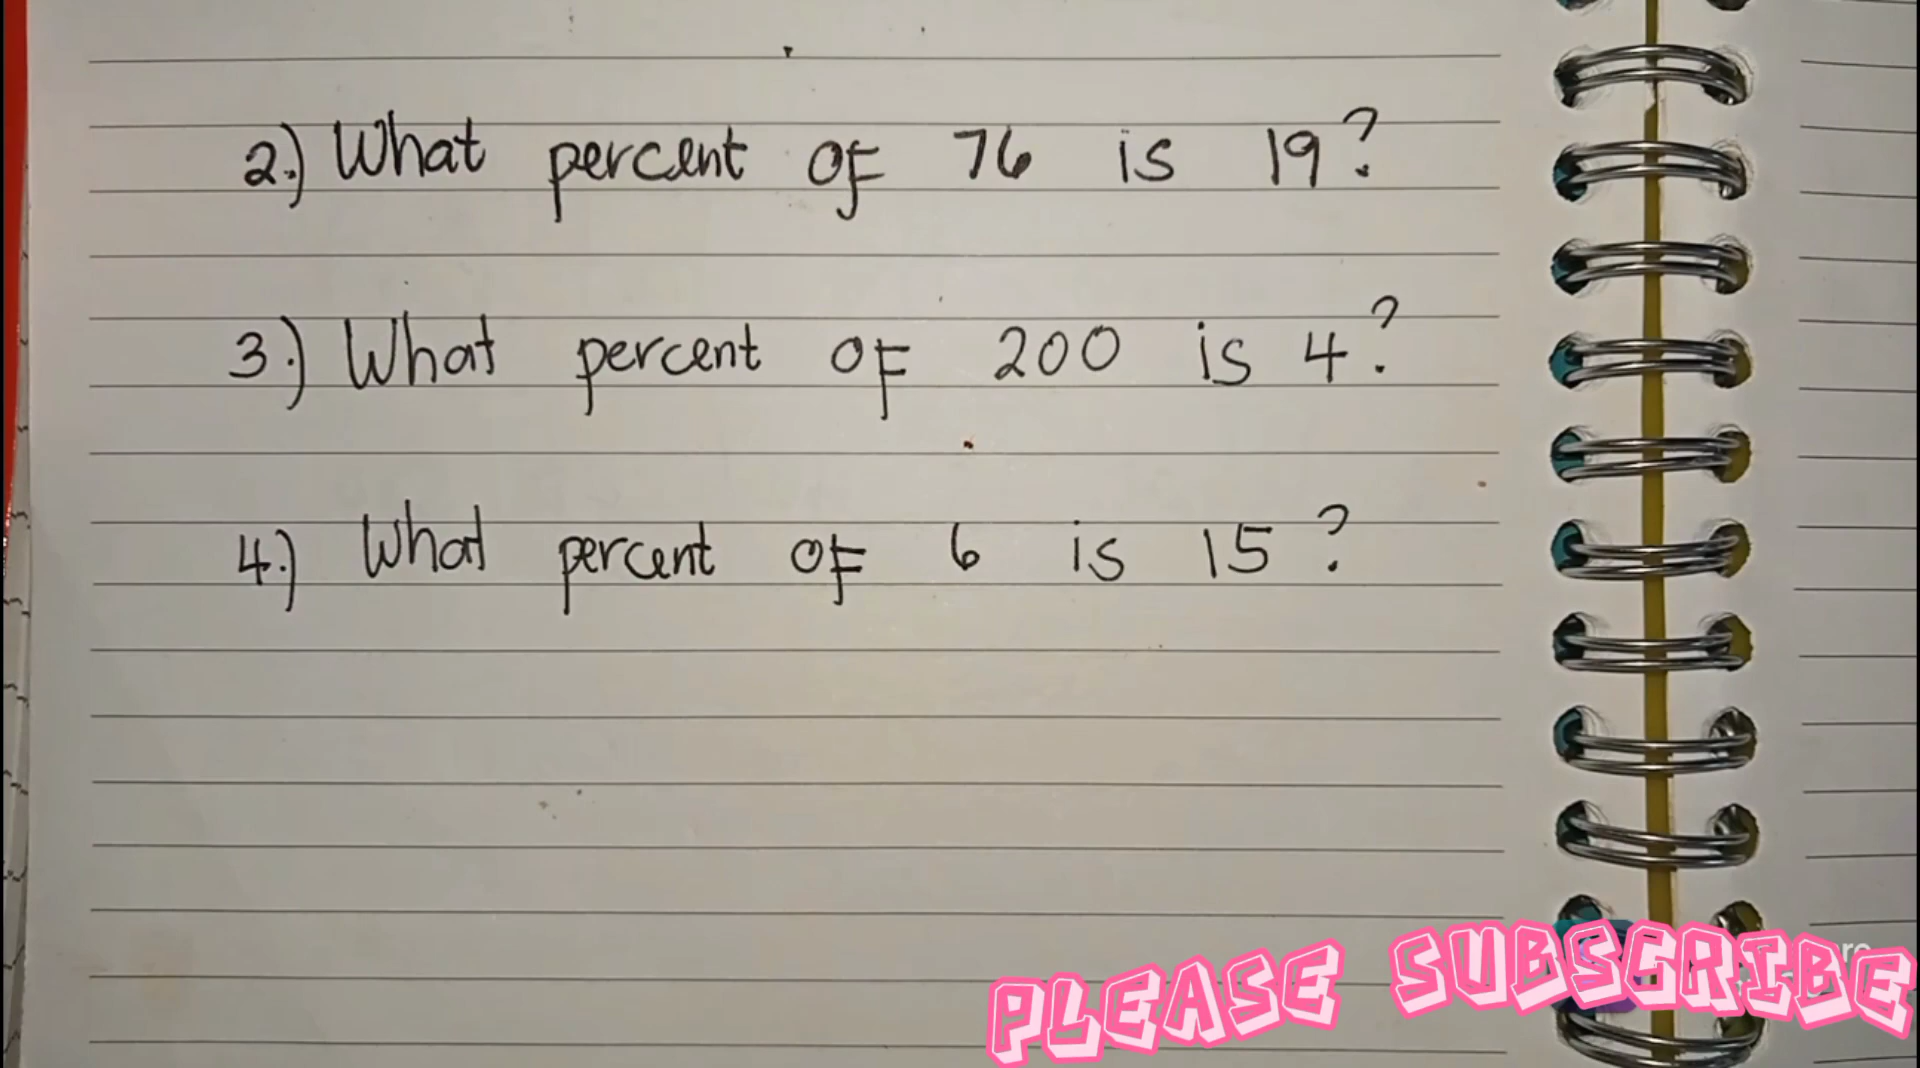 2.) What percent of 76 is 19?
3.) What percent of 200 is 4?
4.) What percent of 6 is 15?
PLEASE SUBSCRIBE